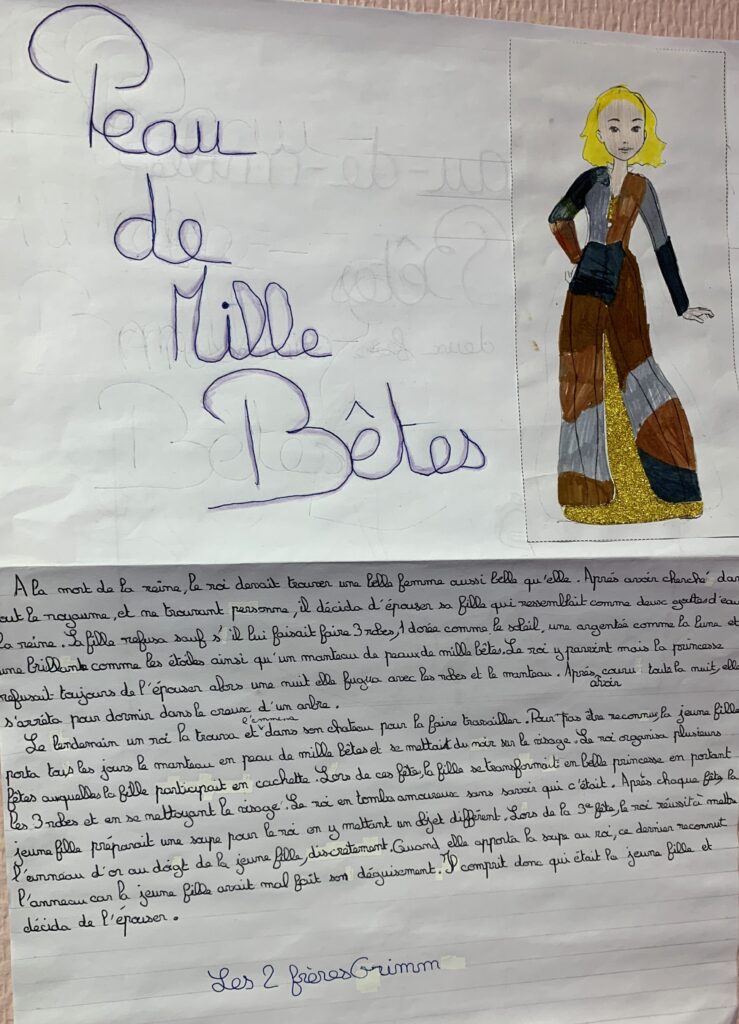 Peau
de
Mille
Bêtes
A la mort de la reine, le roi devait trouver une belle femme aussi belle qu'elle. Après avoir cherché dan
out le royaume, et ne trouvant personne, il décida d'épouser sa fille qui ressemblait comme deux gouttes d'eau
la reine. La fille refusa sauf s'il lui faisait faire 3 robes, 1 dorée comme le soleil, une argentée comme la lune et
une brillante comme les étoiles ainsi qu'un manteau de peaux de mille bêtes. Le roi y parvint mais la princesse
refusait toujours de l'épouser alors une nuit elle fugua avec les robes et le manteau. Après avoir couru toute la nuit, elle
s'arrêta pour dormir dans le creux d'un arbre.
Le lendemain un roi la trouva et l'emmena dans son chateau pour la faire travailler. Pour pas être reconnu, la jeune fille
porta tous les jours le manteau en peau de mille bêtes et se mettait du noir sur le visage. Le roi organisa plusieurs
fêtes auquelles la fille participait en cachette. Lors de ces fête, la fille se transformait en belle princesse en portant
les 3 robes et en se nettoyant le visage. Le roi en tomba amoureux sans savoir qui c'était. Après chaque fêtes la
jeune fille préparait une soupe pour le roi en y mettant un objet différent. Lors de la 3e fête, le roi réussit à mettre
l'anneau d'or au doigt de la jeune fille, discretement. Quand elle apporta la soupe au roi, ce dernier reconnut
l'anneau car la jeune fille avait mal fait son déguisement. Il comprit donc qui était la jeune fille et
décida de l'épouser.
Les 2 frères Grimm